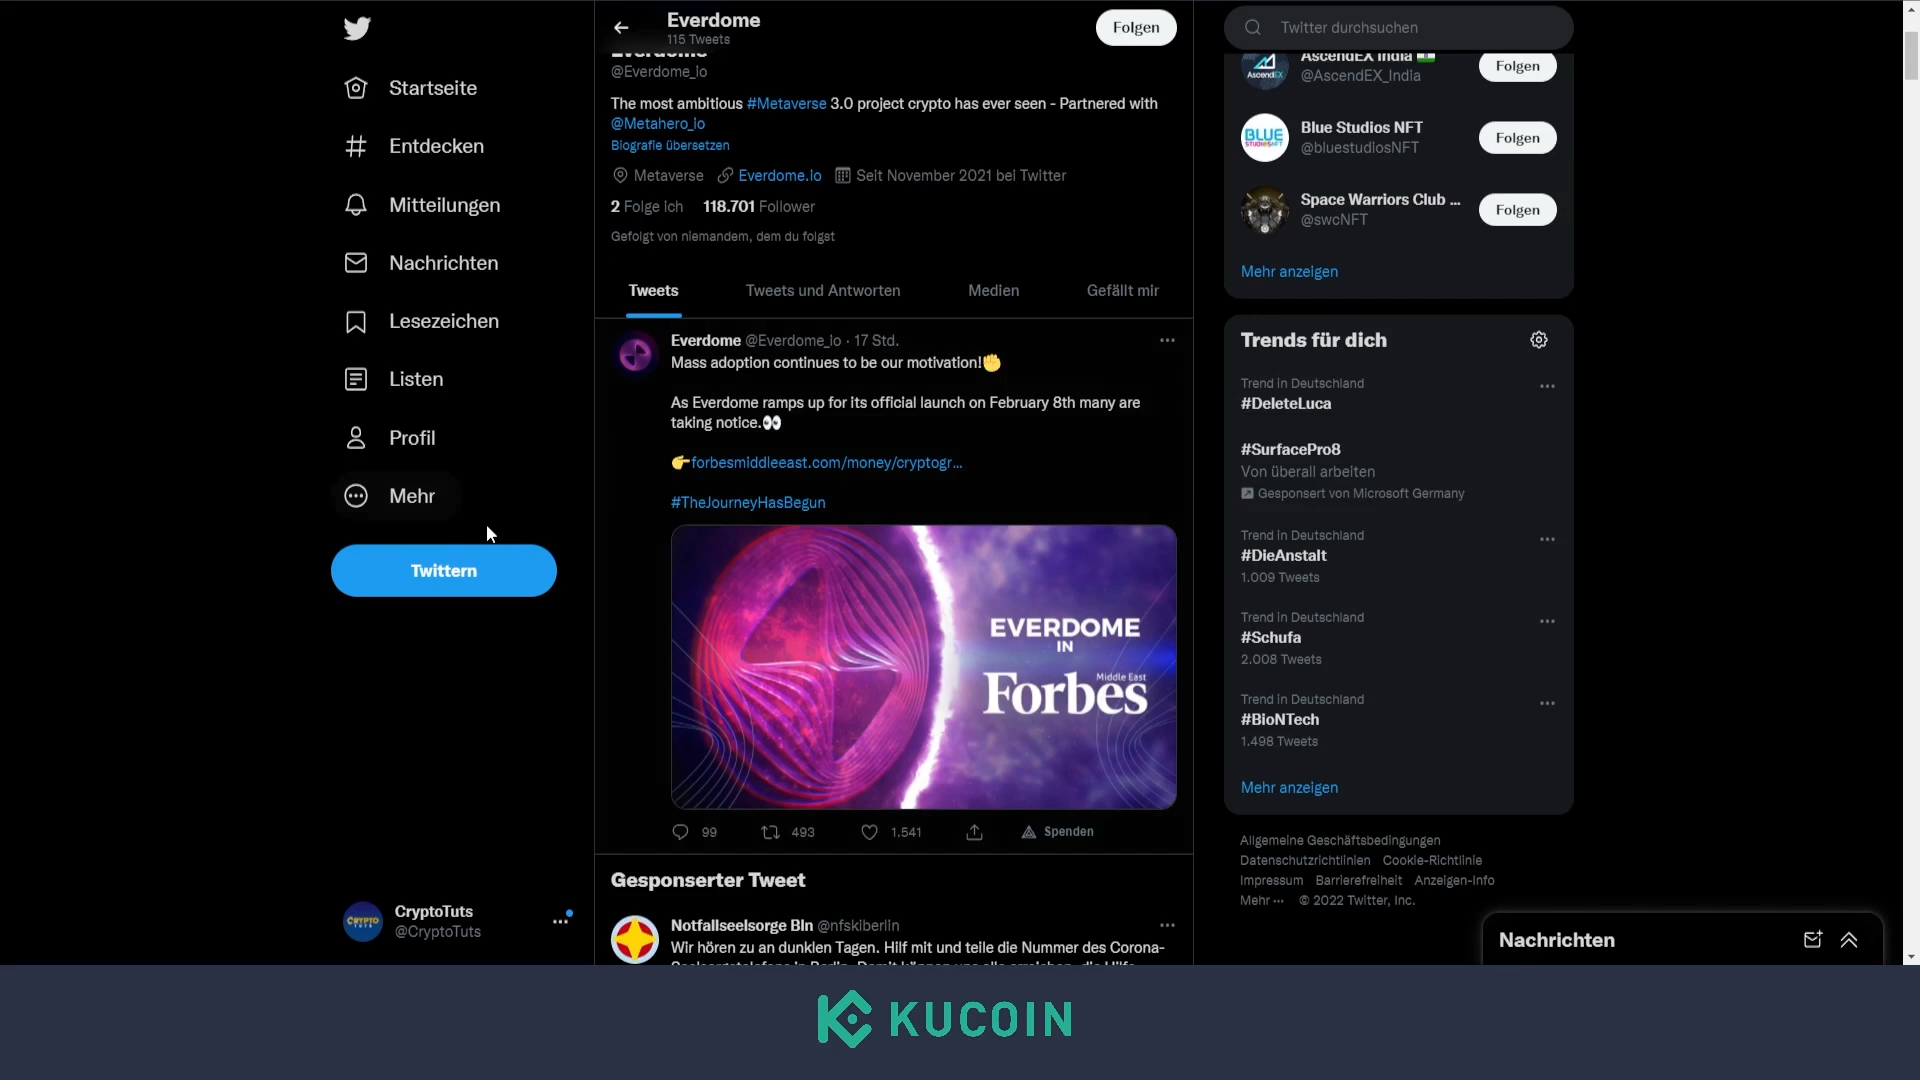 Startseite
Entdecken
Mitteilungen
Nachrichten
Lesezeichen
Listen
Profil
Mehr
Twittern
CryptoTuts
@CryptoTuts
Everdome
115 Tweets
Folgen
Everdome
@Everdome_io
The most ambitious #Metaverse 3.0 project crypto has ever seen - Partnered with
@Metahero_io
Biografie übersetzen
Metaverse Everdome.io Seit November 2021 bei Twitter
2 Folge ich 118.701 Follower
Gefolgt von niemandem, dem du folgst
Tweets Tweets und Antworten Medien Gefällt mir
Everdome @Everdome_io · 17 Std.
Mass adoption continues to be our motivation!✊
As Everdome ramps up for its official launch on February 8th many are
taking notice.👀
👉forbesmiddleeast.com/money/cryptogr...
#TheJourneyHasBegun
EVERDOME
IN
Middle East
Forbes
99 493 1.541 Spenden
Gesponserter Tweet
Notfallseelsorge Bln @nfsklberlin
Wir hören zu an dunklen Tagen. Hilf mit und teile die Nummer des Corona-
Twitter durchsuchen
AscendEX
AscendEX India 🇮🇳
@AscendEX_India
Folgen
BLUE
STUDIOSNFT
Blue Studios NFT
@bluestudiosNFT
Folgen
Space Warriors Club ...
@swcNFT
Folgen
Mehr anzeigen
Trends für dich
Trend in Deutschland
#DeleteLuca
#SurfacePro8
Von überall arbeiten
Gesponsert von Microsoft Germany
Trend in Deutschland
#DieAnstalt
1.009 Tweets
Trend in Deutschland
#Schufa
2.008 Tweets
Trend in Deutschland
#BioNTech
1.498 Tweets
Mehr anzeigen
Allgemeine Geschäftsbedingungen
Datenschutzrichtlinien Cookie-Richtlinie
Impressum Barrierefreiheit Anzeigen-Info
Mehr ··· © 2022 Twitter, Inc.
Nachrichten
CRYPTO
TUTS
KUCOIN